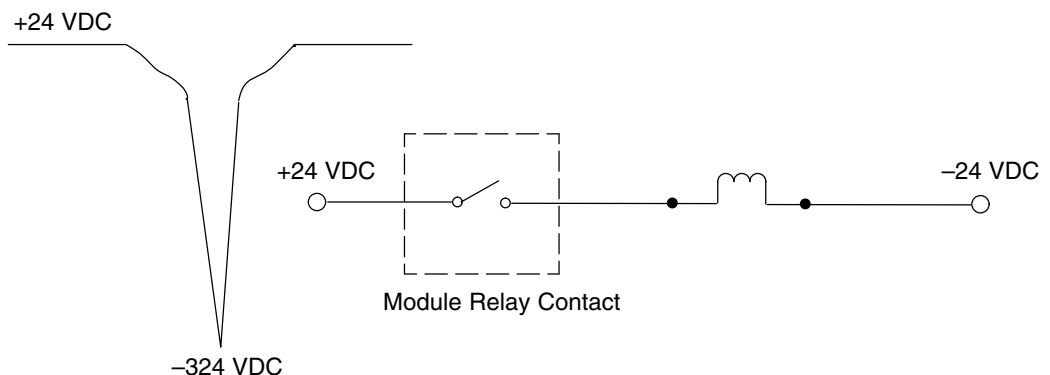 +24 VDC
+24 VDC
–24 VDC
Module Relay Contact
–324 VDC